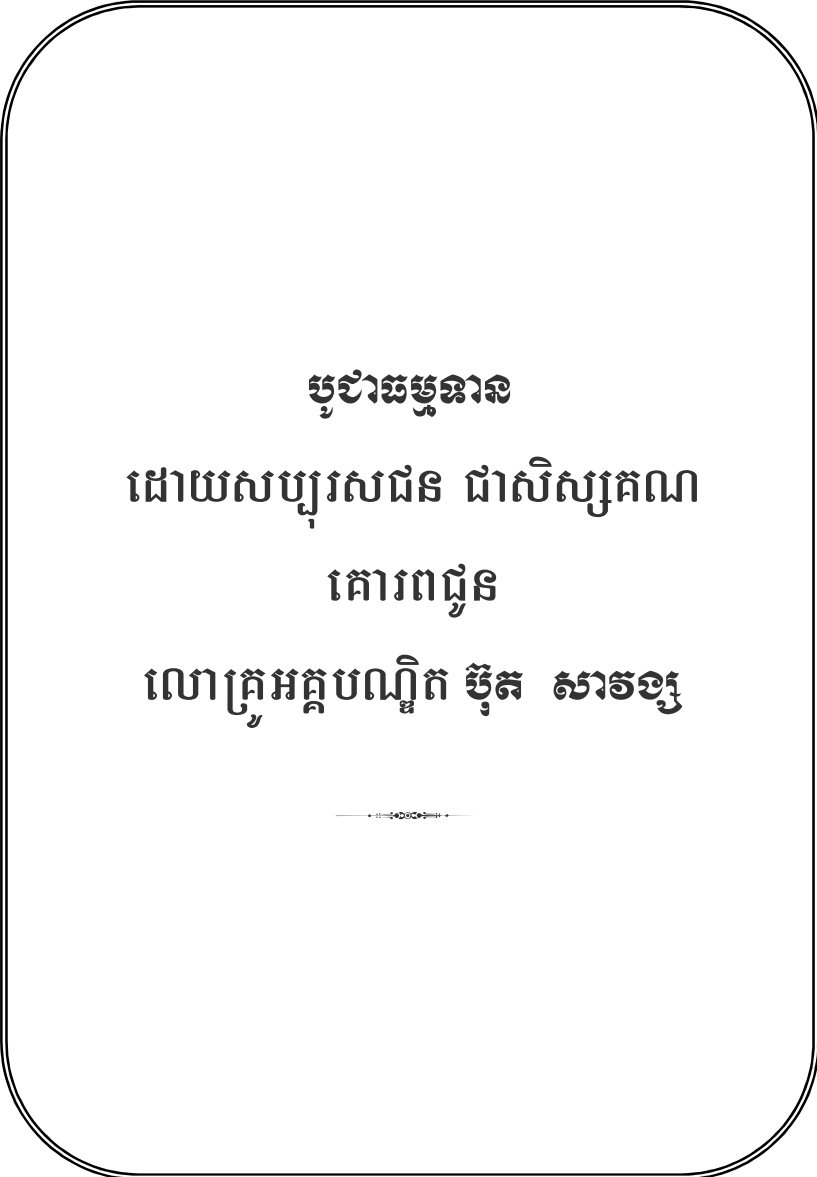 បូជាធម្មទាន
ដោយសប្បុរសជន ជាសិស្សគណ
គោរពជូន
លោគ្រូអគ្គបណ្ឌិត ប៊ុត សាវង្ស